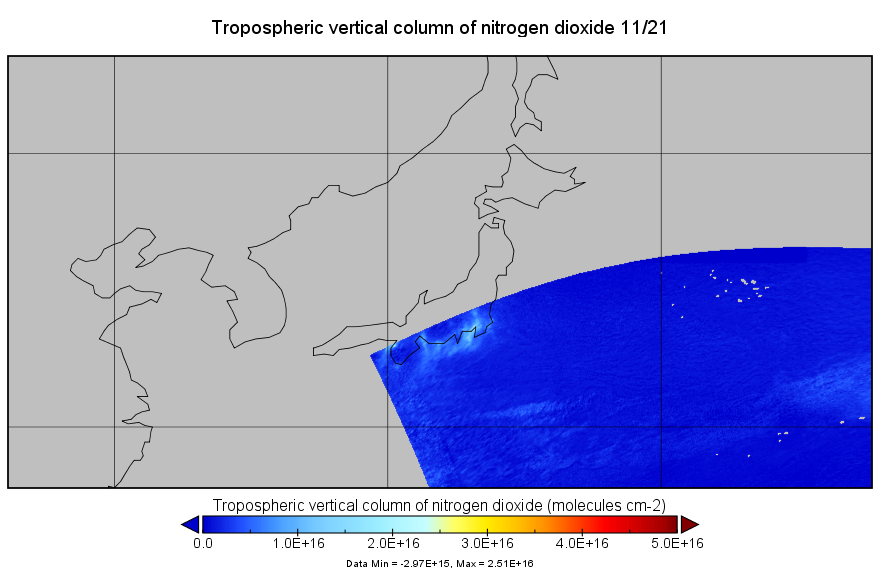 Tropospheric vertical column of nitrogen dioxide 11/21
Tropospheric vertical column of nitrogen dioxide (molecules cm-2)
0.0 1.0E+16 2.0E+16 3.0E+16 4.0E+16 5.0E+16
Data Min = -2.97E+15, Max = 2.51E+16